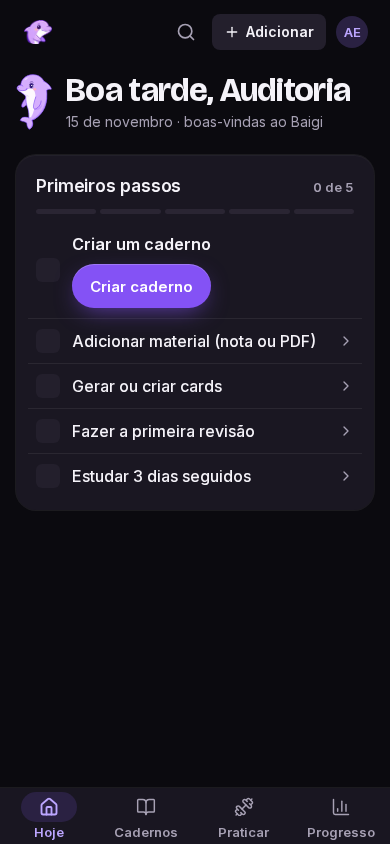 Adicionar
AE
Boa tarde, Auditoria
15 de novembro · boas-vindas ao Baigi
Primeiros passos
0 de 5
Criar um caderno
Criar caderno
Adicionar material (nota ou PDF)
Gerar ou criar cards
Fazer a primeira revisão
Estudar 3 dias seguidos
Hoje
Cadernos
Praticar
Progresso